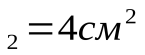 ₂ = 4см²